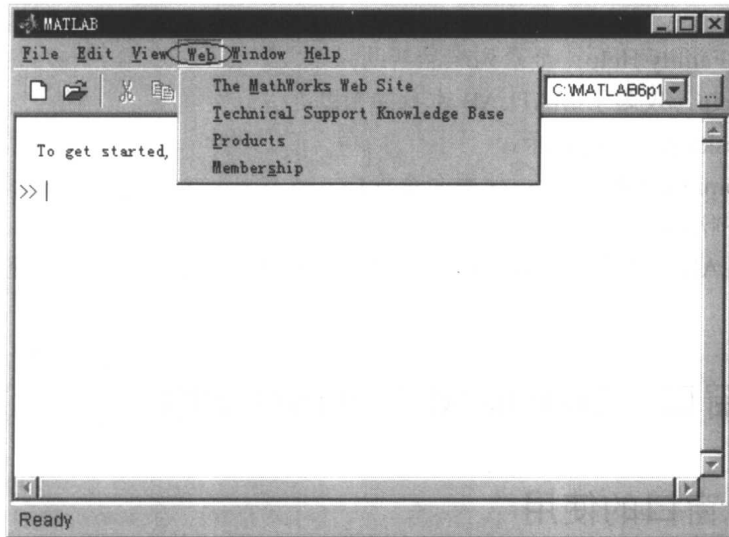 MATLAB
File Edit View Web Window Help
The MathWorks Web Site
C:\MATLAB6p1
...
Technical Support Knowledge Base
Products
Membership
To get started,
>>
Ready